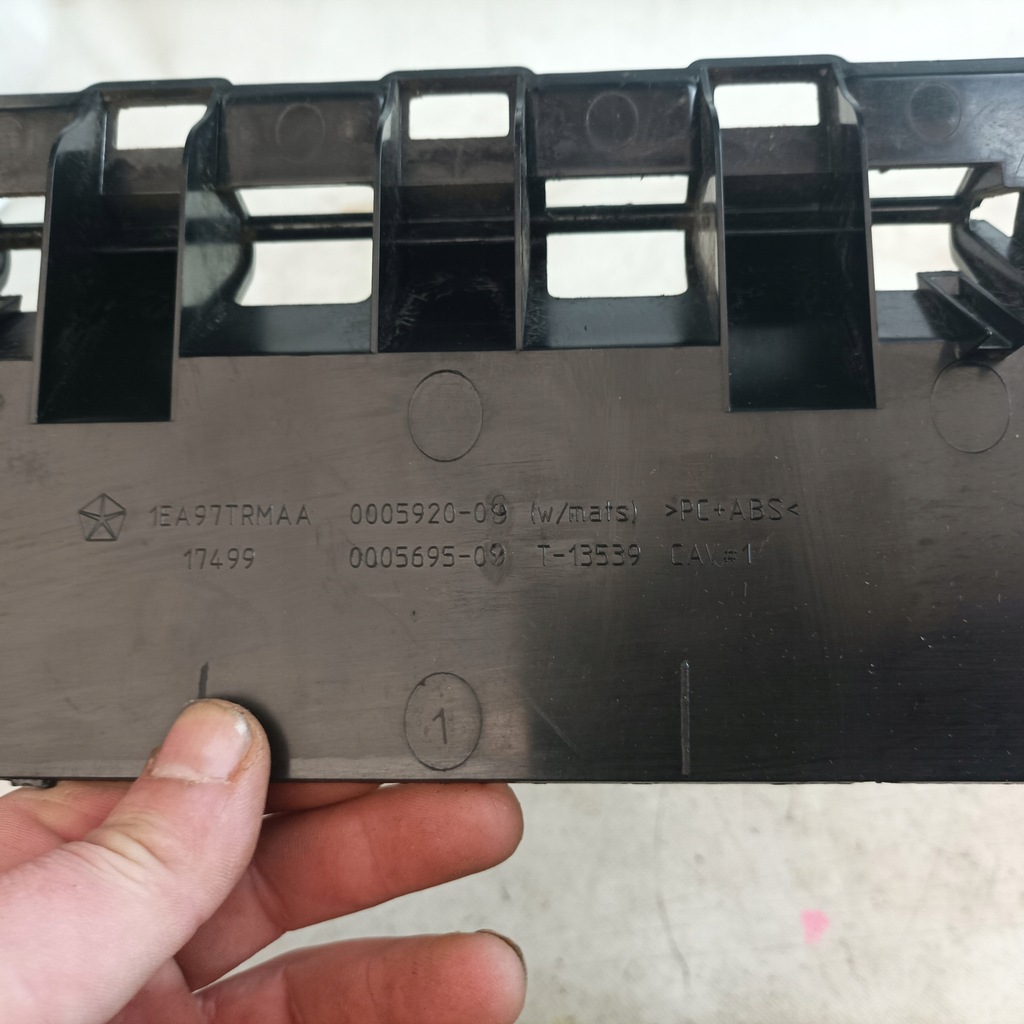 1EA97TRMAA 0005920-09 (w/mats) >PC+ABS<
17499 0005695-09 T-13539 CAV#1
1